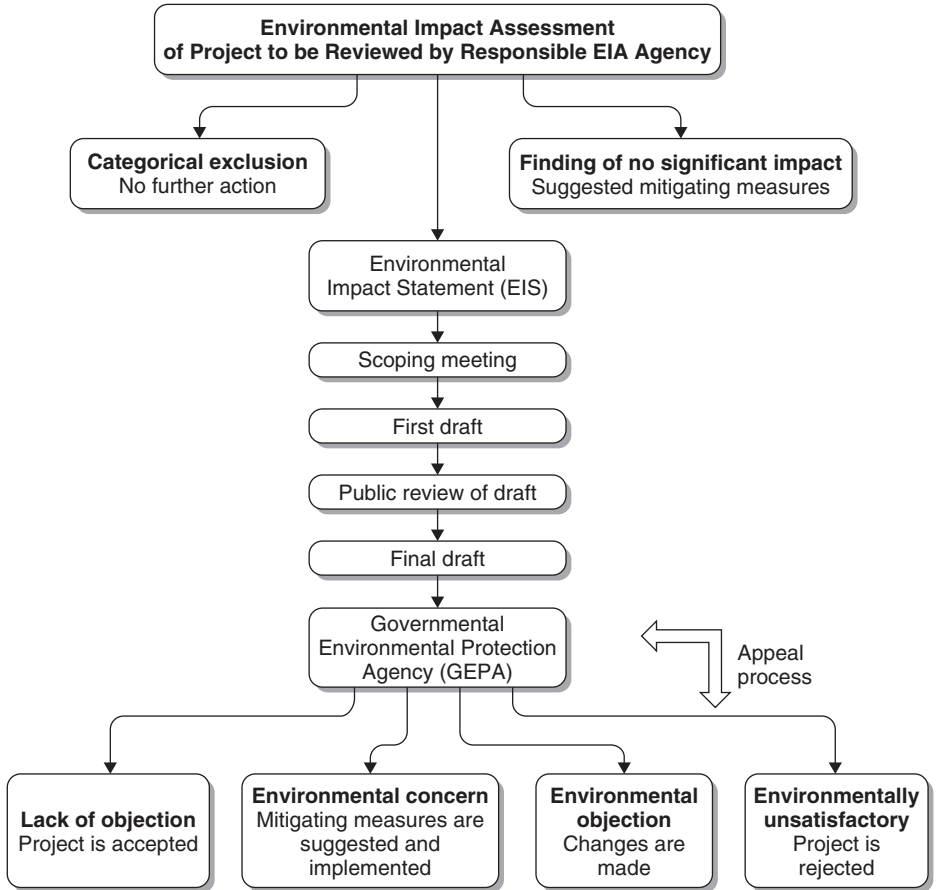 Environmental Impact Assessment
of Project to be Reviewed by Responsible EIA Agency
Categorical exclusion
No further action
Finding of no significant impact
Suggested mitigating measures
Environmental
Impact Statement (EIS)
Scoping meeting
First draft
Public review of draft
Final draft
Governmental
Environmental Protection
Agency (GEPA)
Appeal
process
Lack of objection
Project is accepted
Environmental concern
Mitigating measures are
suggested and
implemented
Environmental
objection
Changes are
made
Environmentally
unsatisfactory
Project is
rejected